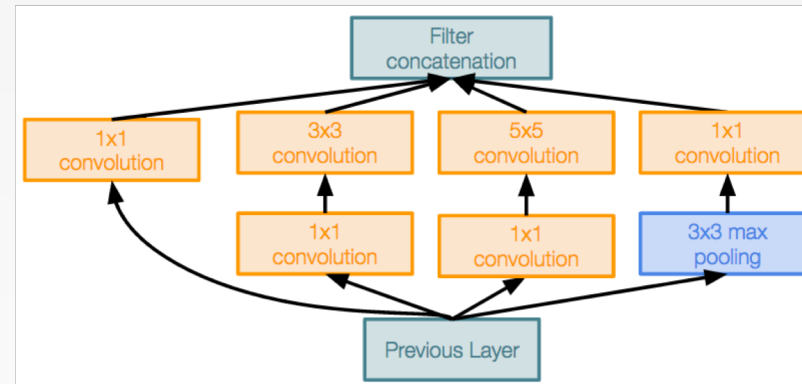 Filter
concatenation
1x1
convolution
3x3
convolution
5x5
convolution
1x1
convolution
1x1
convolution
1x1
convolution
3x3 max
pooling
Previous Layer